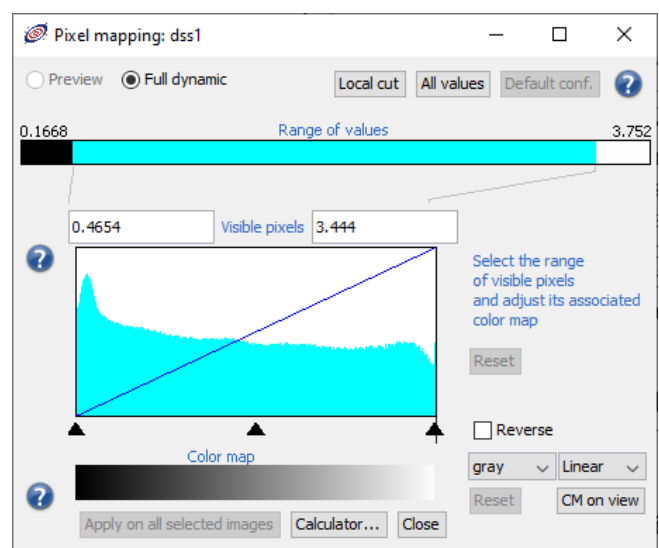 Pixel mapping: dss1
Preview Full dynamic Local cut All values Default conf. ?
0.1668 Range of values 3.752
0.4654 Visible pixels 3.444
?
Select the range
of visible pixels
and adjust its associated
color map
Reset
Reverse
Color map
gray Linear
?
Reset CM on view
Apply on all selected images Calculator... Close